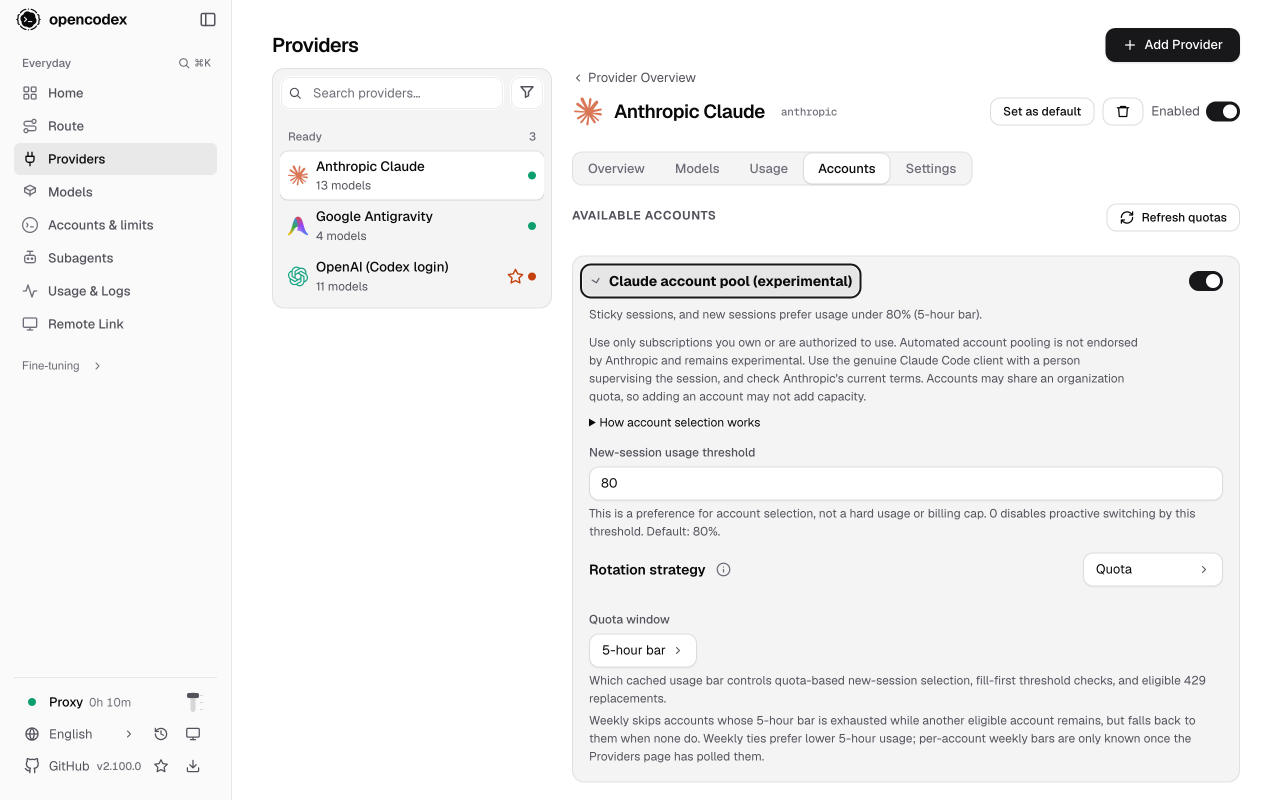 opencodex
Everyday
⌘K
Home
Route
Providers
Models
Accounts & limits
Subagents
Usage & Logs
Remote Link
Fine-tuning
Proxy 0h 10m
English
GitHub v2.100.0
Providers
Add Provider
Search providers...
Ready 3
Anthropic Claude
13 models
Google Antigravity
4 models
OpenAI (Codex login)
11 models
Provider Overview
Anthropic Claude anthropic
Set as default
Enabled
Overview Models Usage Accounts Settings
AVAILABLE ACCOUNTS
Refresh quotas
Claude account pool (experimental)
Sticky sessions, and new sessions prefer usage under 80% (5-hour bar).
Use only subscriptions you own or are authorized to use. Automated account pooling is not endorsed
by Anthropic and remains experimental. Use the genuine Claude Code client with a person
supervising the session, and check Anthropic's current terms. Accounts may share an organization
quota, so adding an account may not add capacity.
How account selection works
New-session usage threshold
80
This is a preference for account selection, not a hard usage or billing cap. 0 disables proactive switching by this
threshold. Default: 80%.
Rotation strategy
Quota
Quota window
5-hour bar
Which cached usage bar controls quota-based new-session selection, fill-first threshold checks, and eligible 429
replacements.
Weekly skips accounts whose 5-hour bar is exhausted while another eligible account remains, but falls back to
them when none do. Weekly ties prefer lower 5-hour usage; per-account weekly bars are only known once the
Providers page has polled them.